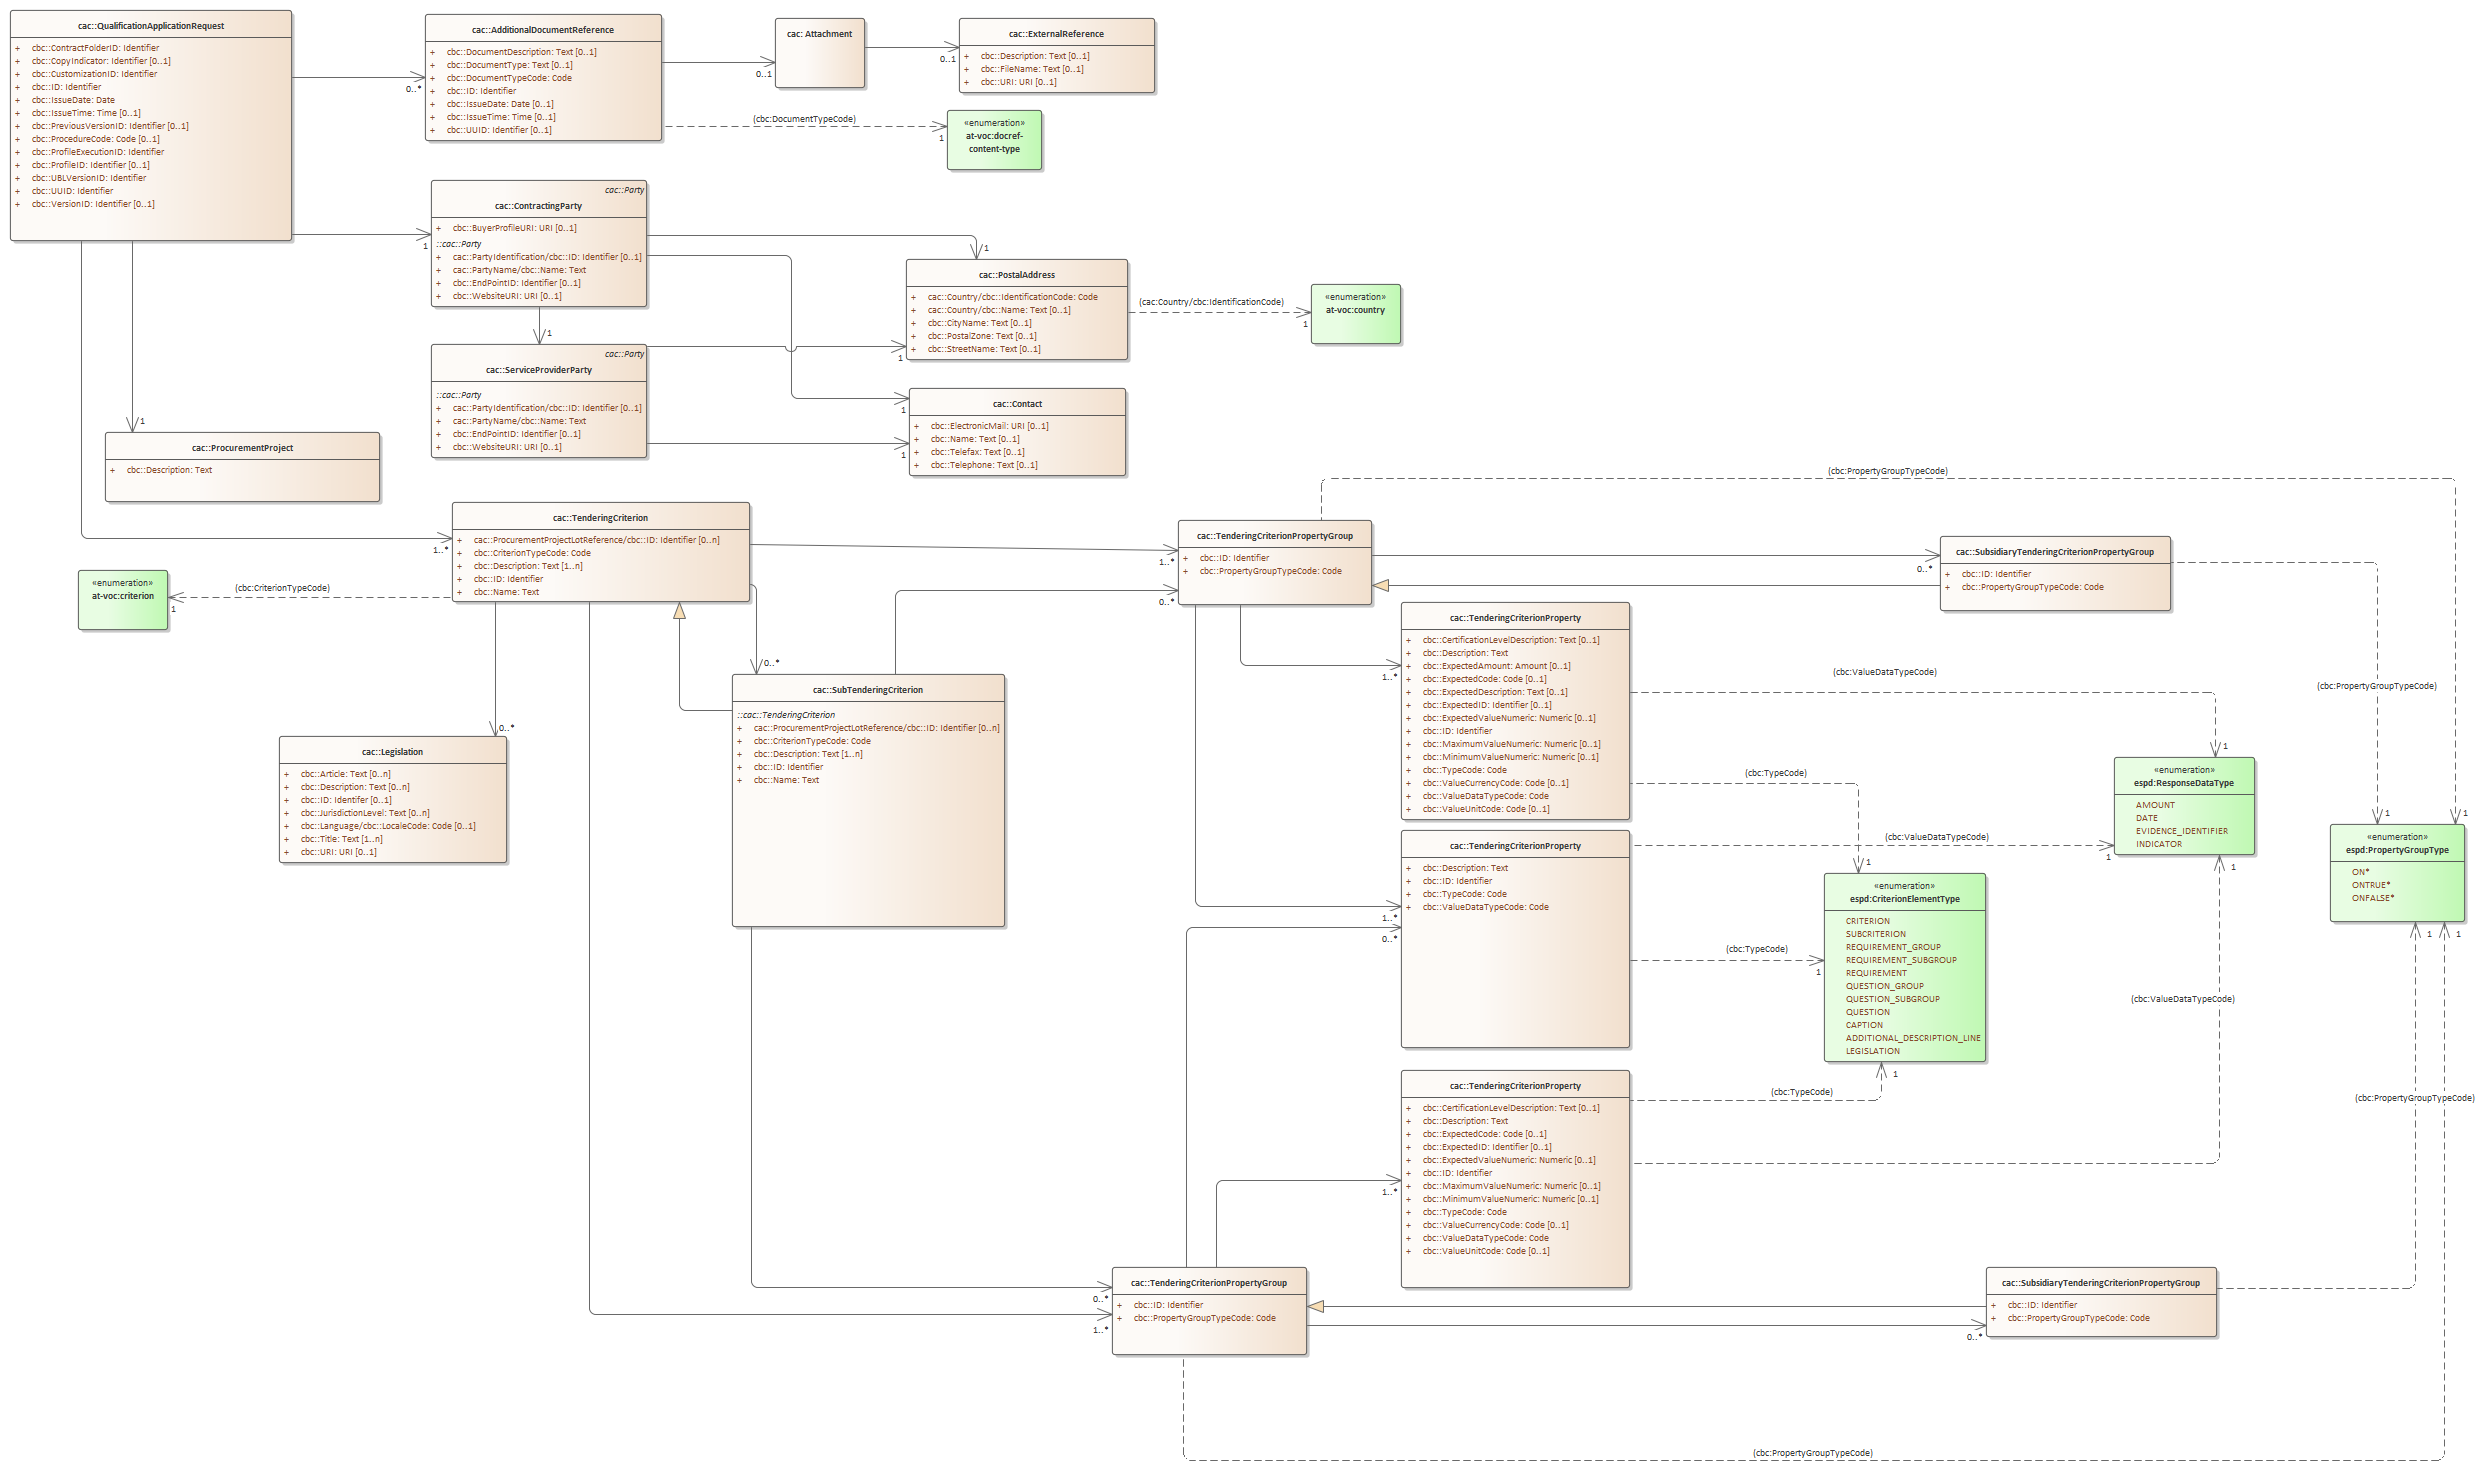 cac::QualificationApplicationRequest
+ cbc::ContractFolderID: Identifier
+ cbc::CopyIndicator: Identifier [0..1]
+ cbc::CustomizationID: Identifier
+ cbc::ID: Identifier
+ cbc::IssueDate: Date
+ cbc::IssueTime: Time [0..1]
+ cbc::PreviousVersionID: Identifier [0..1]
+ cbc::ProcedureCode: Code [0..1]
+ cbc::ProfileExecutionID: Identifier
+ cbc::ProfileID: Identifier [0..1]
+ cbc::UBLVersionID: Identifier
+ cbc::UUID: Identifier
+ cbc::VersionID: Identifier [0..1]
0..*
cac::AdditionalDocumentReference
+ cbc::DocumentDescription: Text [0..1]
+ cbc::DocumentType: Text [0..1]
+ cbc::DocumentTypeCode: Code
+ cbc::ID: Identifier
+ cbc::IssueDate: Date [0..1]
+ cbc::IssueTime: Time [0..1]
+ cbc::UUID: Identifier [0..1]
0..1
cac: Attachment
0..1
cac::ExternalReference
+ cbc::Description: Text [0..1]
+ cbc::FileName: Text [0..1]
+ cbc::URI: URI [0..1]
(cbc:DocumentTypeCode)
1
«enumeration»
at-voc:docref-
content-type
1
cac::Party
cac::ContractingParty
+ cbc::BuyerProfileURI: URI [0..1]
::cac::Party
+ cac::PartyIdentification/cbc::ID: Identifier [0..1]
+ cac::PartyName/cbc::Name: Text
+ cbc::EndPointID: Identifier [0..1]
+ cbc::WebsiteURI: URI [0..1]
1
1
cac::PostalAddress
+ cac::Country/cbc::IdentificationCode: Code
+ cac::Country/cbc::Name: Text [0..1]
+ cbc::CityName: Text [0..1]
+ cbc::PostalZone: Text [0..1]
+ cbc::StreetName: Text [0..1]
(cac:Country/cbc:IdentificationCode)
1
«enumeration»
at-voc:country
cac::Party
cac::ServiceProviderParty
::cac::Party
+ cac::PartyIdentification/cbc::ID: Identifier [0..1]
+ cac::PartyName/cbc::Name: Text
+ cbc::EndPointID: Identifier [0..1]
+ cbc::WebsiteURI: URI [0..1]
1
1
1
cac::Contact
+ cbc::ElectronicMail: URI [0..1]
+ cbc::Name: Text [0..1]
+ cbc::Telefax: Text [0..1]
+ cbc::Telephone: Text [0..1]
1
cac::ProcurementProject
+ cbc::Description: Text
1..*
cac::TenderingCriterion
+ cac::ProcurementProjectLotReference/cbc::ID: Identifier [0..n]
+ cbc::CriterionTypeCode: Code
+ cbc::Description: Text [1..n]
+ cbc::ID: Identifier
+ cbc::Name: Text
(cbc:CriterionTypeCode)
1
«enumeration»
at-voc:criterion
0..*
cac::Legislation
+ cbc::Article: Text [0..n]
+ cbc::Description: Text [0..n]
+ cbc::ID: Identifer [0..1]
+ cbc::JurisdictionLevel: Text [0..n]
+ cbc::Language/cbc::LocaleCode: Code [0..1]
+ cbc::Title: Text [1..n]
+ cbc::URI: URI [0..1]
0..*
cac::SubTenderingCriterion
::cac::TenderingCriterion
+ cac::ProcurementProjectLotReference/cbc::ID: Identifier [0..n]
+ cbc::CriterionTypeCode: Code
+ cbc::Description: Text [1..n]
+ cbc::ID: Identifier
+ cbc::Name: Text
(cbc:PropertyGroupTypeCode)
1..*
0..*
cac::TenderingCriterionPropertyGroup
+ cbc::ID: Identifier
+ cbc::PropertyGroupTypeCode: Code
0..*
cac::SubsidiaryTenderingCriterionPropertyGroup
+ cbc::ID: Identifier
+ cbc::PropertyGroupTypeCode: Code
1..*
cac::TenderingCriterionProperty
+ cbc::CertificationLevelDescription: Text [0..1]
+ cbc::Description: Text
+ cbc::ExpectedAmount: Amount [0..1]
+ cbc::ExpectedCode: Code [0..1]
+ cbc::ExpectedDescription: Text [0..1]
+ cbc::ExpectedID: Identifier [0..1]
+ cbc::ExpectedValueNumeric: Numeric [0..1]
+ cbc::ID: Identifier
+ cbc::MaximumValueNumeric: Numeric [0..1]
+ cbc::MinimumValueNumeric: Numeric [0..1]
+ cbc::TypeCode: Code
+ cbc::ValueCurrencyCode: Code [0..1]
+ cbc::ValueDataTypeCode: Code
+ cbc::ValueUnitCode: Code [0..1]
(cbc:ValueDataTypeCode)
(cbc:PropertyGroupTypeCode)
1
(cbc:TypeCode)
«enumeration»
espd:ResponseDataType
AMOUNT
DATE
EVIDENCE_IDENTIFIER
INDICATOR
1
1
«enumeration»
espd:PropertyGroupType
ON*
ONTRUE*
ONFALSE*
1..*
0..*
cac::TenderingCriterionProperty
+ cbc::Description: Text
+ cbc::ID: Identifier
+ cbc::TypeCode: Code
+ cbc::ValueDataTypeCode: Code
(cbc:ValueDataTypeCode)
1
1
1
(cbc:TypeCode)
1
«enumeration»
espd:CriterionElementType
CRITERION
SUBCRITERION
REQUIREMENT_GROUP
REQUIREMENT_SUBGROUP
REQUIREMENT
QUESTION_GROUP
QUESTION_SUBGROUP
QUESTION
CAPTION
ADDITIONAL_DESCRIPTION_LINE
LEGISLATION
1
1
(cbc:ValueDataTypeCode)
1..*
cac::TenderingCriterionProperty
+ cbc::CertificationLevelDescription: Text [0..1]
+ cbc::Description: Text
+ cbc::ExpectedCode: Code [0..1]
+ cbc::ExpectedID: Identifier [0..1]
+ cbc::ExpectedValueNumeric: Numeric [0..1]
+ cbc::ID: Identifier
+ cbc::MaximumValueNumeric: Numeric [0..1]
+ cbc::MinimumValueNumeric: Numeric [0..1]
+ cbc::TypeCode: Code
+ cbc::ValueCurrencyCode: Code [0..1]
+ cbc::ValueDataTypeCode: Code
+ cbc::ValueUnitCode: Code [0..1]
(cbc:TypeCode)
1
(cbc:PropertyGroupTypeCode)
0..*
1..*
cac::TenderingCriterionPropertyGroup
+ cbc::ID: Identifier
+ cbc::PropertyGroupTypeCode: Code
0..*
cac::SubsidiaryTenderingCriterionPropertyGroup
+ cbc::ID: Identifier
+ cbc::PropertyGroupTypeCode: Code
(cbc:PropertyGroupTypeCode)